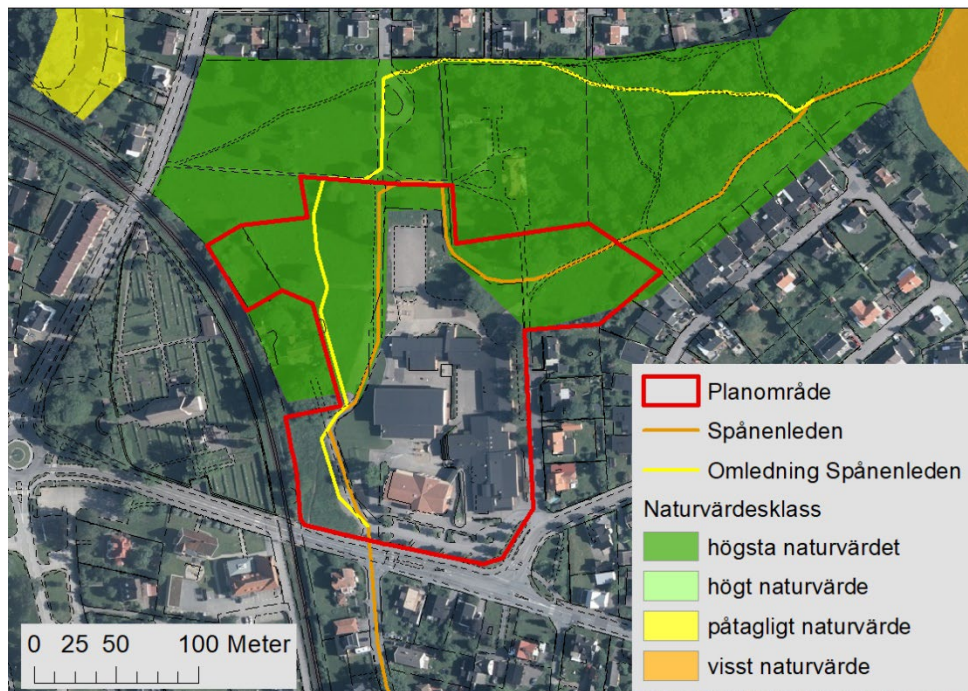 Planområde
Spånenleden
Omledning Spånenleden
Naturvärdesklass
högsta naturvärdet
högt naturvärde
påtagligt naturvärde
visst naturvärde
0 25 50 100 Meter